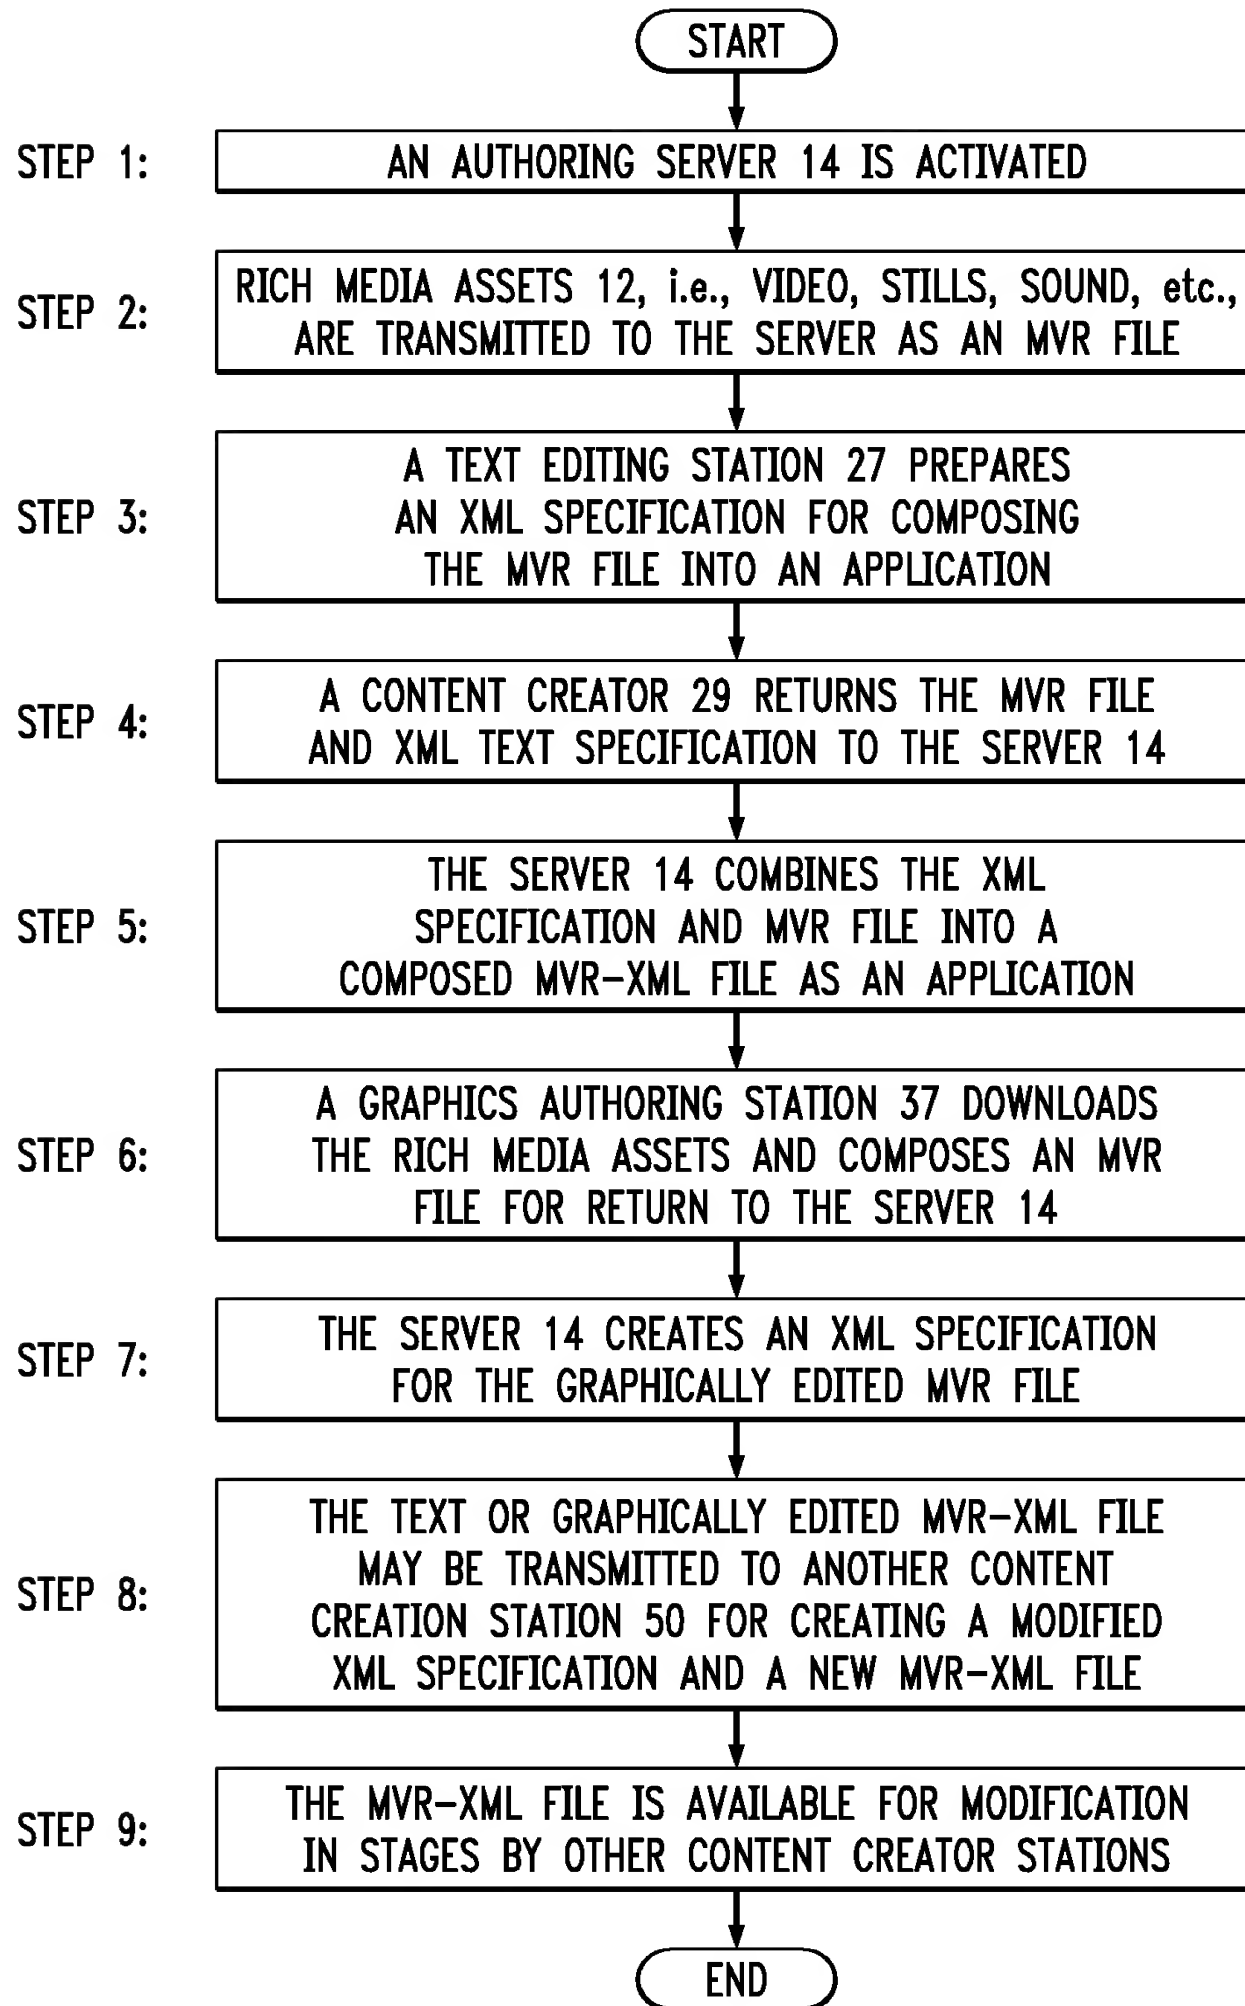 START
STEP 1:
AN AUTHORING SERVER 14 IS ACTIVATED
STEP 2:
RICH MEDIA ASSETS 12, i.e., VIDEO, STILLS, SOUND, etc.,
ARE TRANSMITTED TO THE SERVER AS AN MVR FILE
STEP 3:
A TEXT EDITING STATION 27 PREPARES
AN XML SPECIFICATION FOR COMPOSING
THE MVR FILE INTO AN APPLICATION
STEP 4:
A CONTENT CREATOR 29 RETURNS THE MVR FILE
AND XML TEXT SPECIFICATION TO THE SERVER 14
STEP 5:
THE SERVER 14 COMBINES THE XML
SPECIFICATION AND MVR FILE INTO A
COMPOSED MVR-XML FILE AS AN APPLICATION
STEP 6:
A GRAPHICS AUTHORING STATION 37 DOWNLOADS
THE RICH MEDIA ASSETS AND COMPOSES AN MVR
FILE FOR RETURN TO THE SERVER 14
STEP 7:
THE SERVER 14 CREATES AN XML SPECIFICATION
FOR THE GRAPHICALLY EDITED MVR FILE
STEP 8:
THE TEXT OR GRAPHICALLY EDITED MVR-XML FILE
MAY BE TRANSMITTED TO ANOTHER CONTENT
CREATION STATION 50 FOR CREATING A MODIFIED
XML SPECIFICATION AND A NEW MVR-XML FILE
STEP 9:
THE MVR-XML FILE IS AVAILABLE FOR MODIFICATION
IN STAGES BY OTHER CONTENT CREATOR STATIONS
END